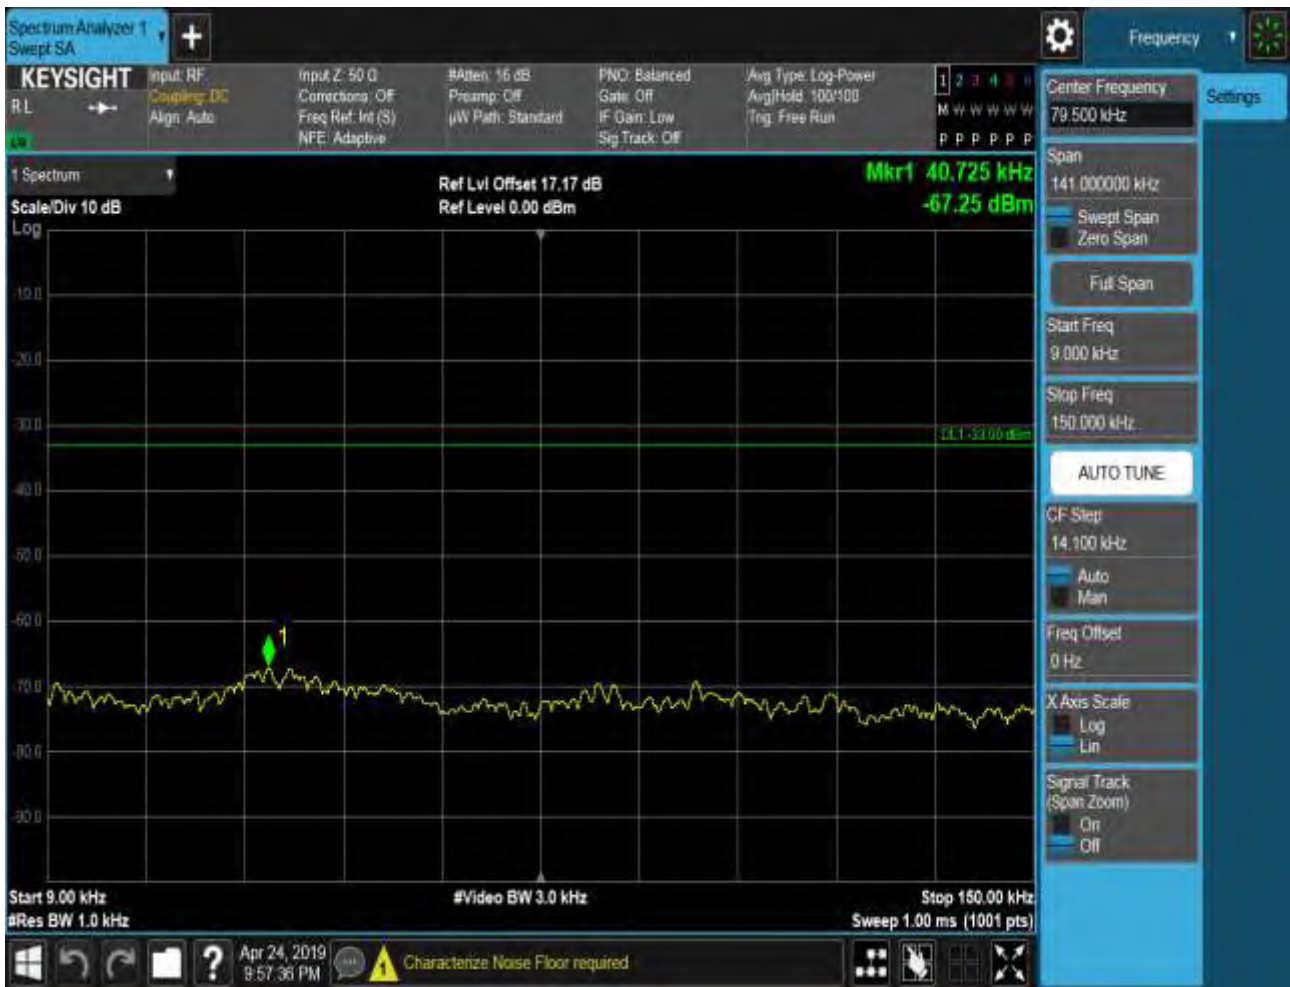 Spectrum Analyzer 1
Swept SA
Frequency
KEYSIGHT
R L
Input: RF
Coupling: DC
Align: Auto
Input Z: 50 Ω
Corrections: Off
Freq Ref: Int (S)
NFE: Adaptive
#Atten: 16 dB
Preamp: Off
µW Path: Standard
PNO: Balanced
Gate: Off
IF Gain: Low
Sig Track: Off
Avg Type: Log-Power
Avg|Hold: 100/100
Trig: Free Run
1 2 3 4 5 6
M W W W W W
P P P P P P
1 Spectrum
Scale/Div 10 dB
Log
Ref Lvl Offset 17.17 dB
Ref Level 0.00 dBm
Mkr1 40.725 kHz
-67.25 dBm
-10.0
-20.0
-30.0
DL1 -33.00 dBm
-40.0
-50.0
-60.0
1
-70.0
-80.0
-90.0
Start 9.00 kHz
#Res BW 1.0 kHz
#Video BW 3.0 kHz
Stop 150.00 kHz
Sweep 1.00 ms (1001 pts)
Center Frequency
79.500 kHz
Settings
Span
141.000000 kHz
Swept Span
Zero Span
Full Span
Start Freq
9.000 kHz
Stop Freq
150.000 kHz
AUTO TUNE
CF Step
14.100 kHz
Auto
Man
Freq Offset
0 Hz
X Axis Scale
Log
Lin
Signal Track
(Span Zoom)
On
Off
?
Apr 24, 2019
9:57:36 PM
1
Characterize Noise Floor required